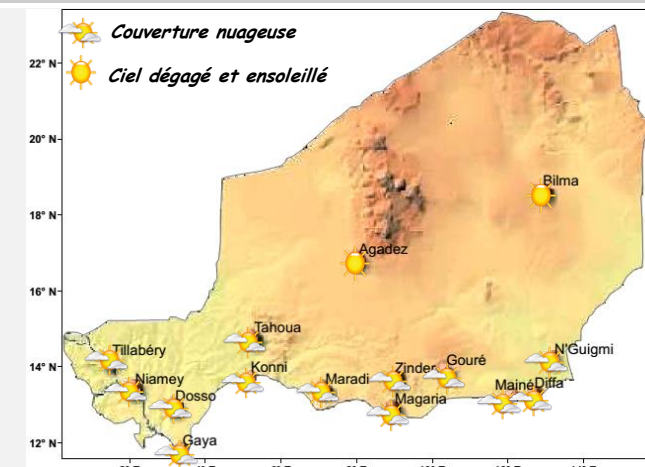 Couverture nuageuse
Ciel dégagé et ensoleillé
22° N
20° N
Bilma
18° N
Agadez
16° N
Tahoua
Tillabéry
N'Guigmi
14° N
Konni
Zinder
Gouré
Niamey
Maradi
Mainé
Diffa
Dosso
Magaria
Gaya
12° N